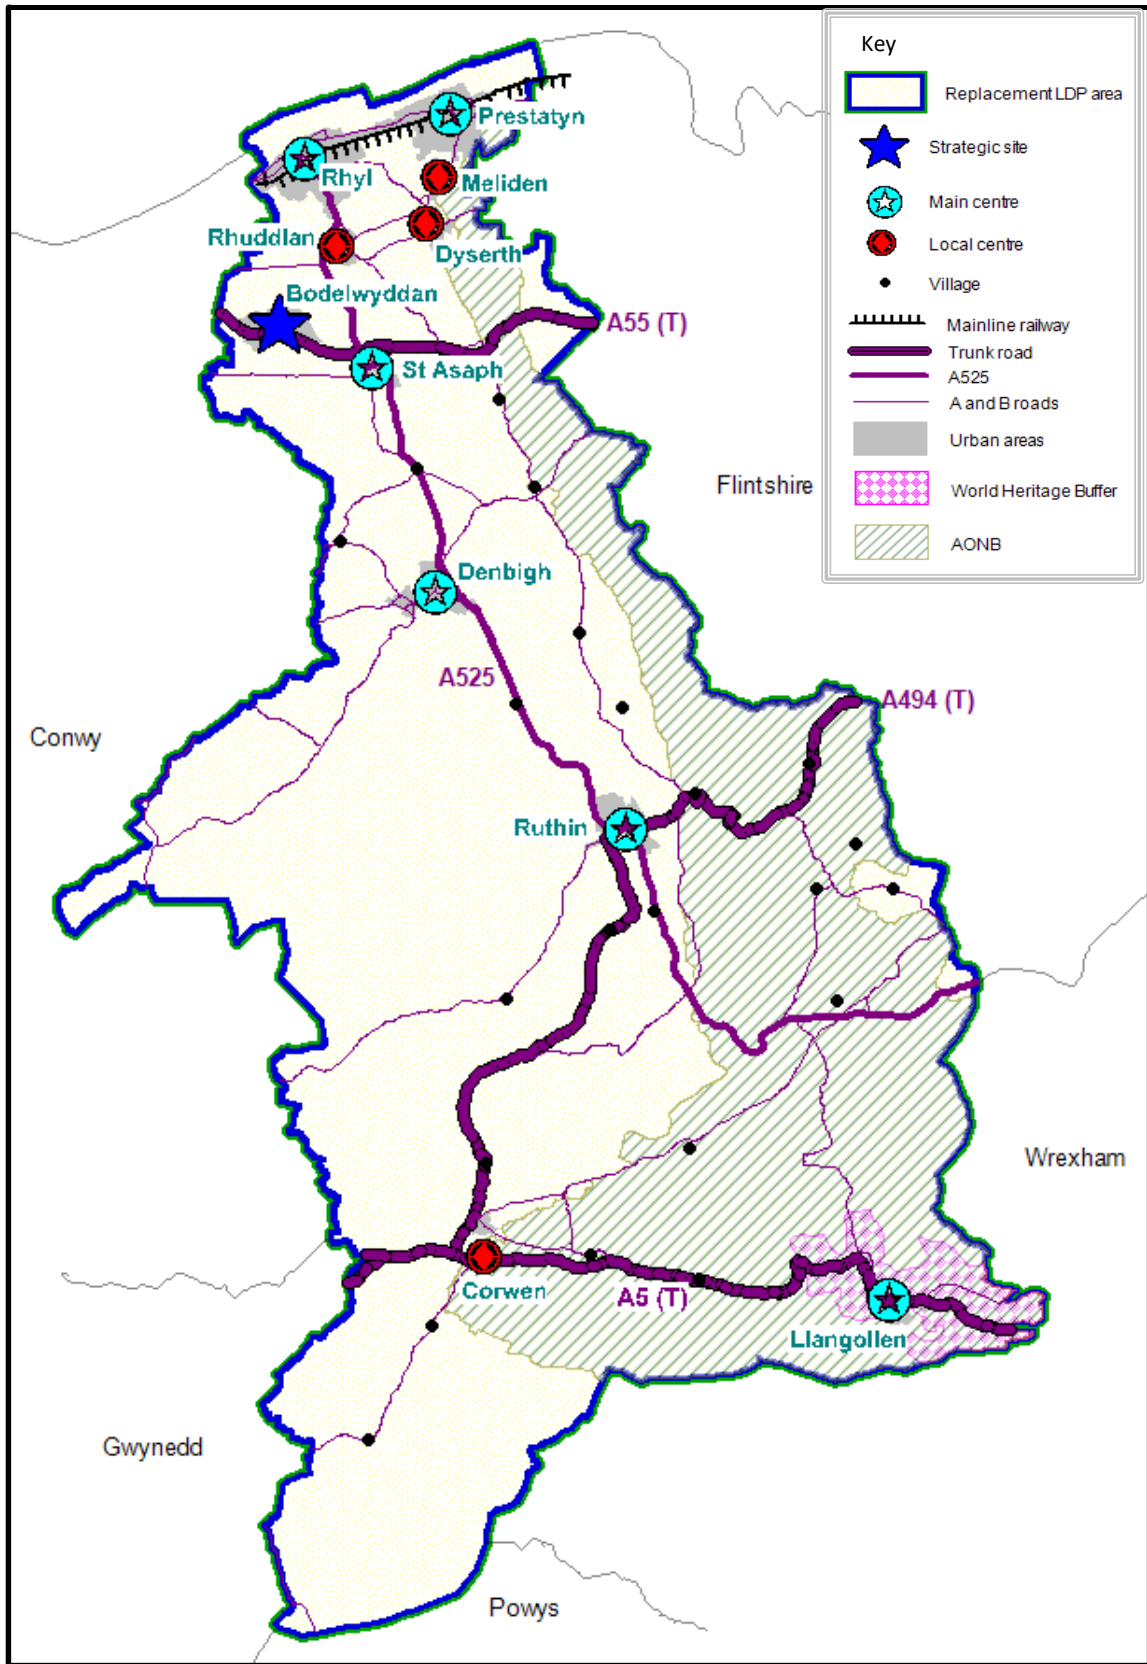 Key
Replacement LDP area
Strategic site
Main centre
Local centre
Village
Mainline railway
Trunk road
A525
A and B roads
Urban areas
World Heritage Buffer
AONB
Prestatyn
Rhyl
Meliden
Rhuddlan
Dyserth
Bodelwyddan
A55 (T)
St Asaph
Flintshire
Denbigh
A525
A494 (T)
Conwy
Ruthin
Wrexham
Corwen
A5 (T)
Llangollen
Gwynedd
Powys